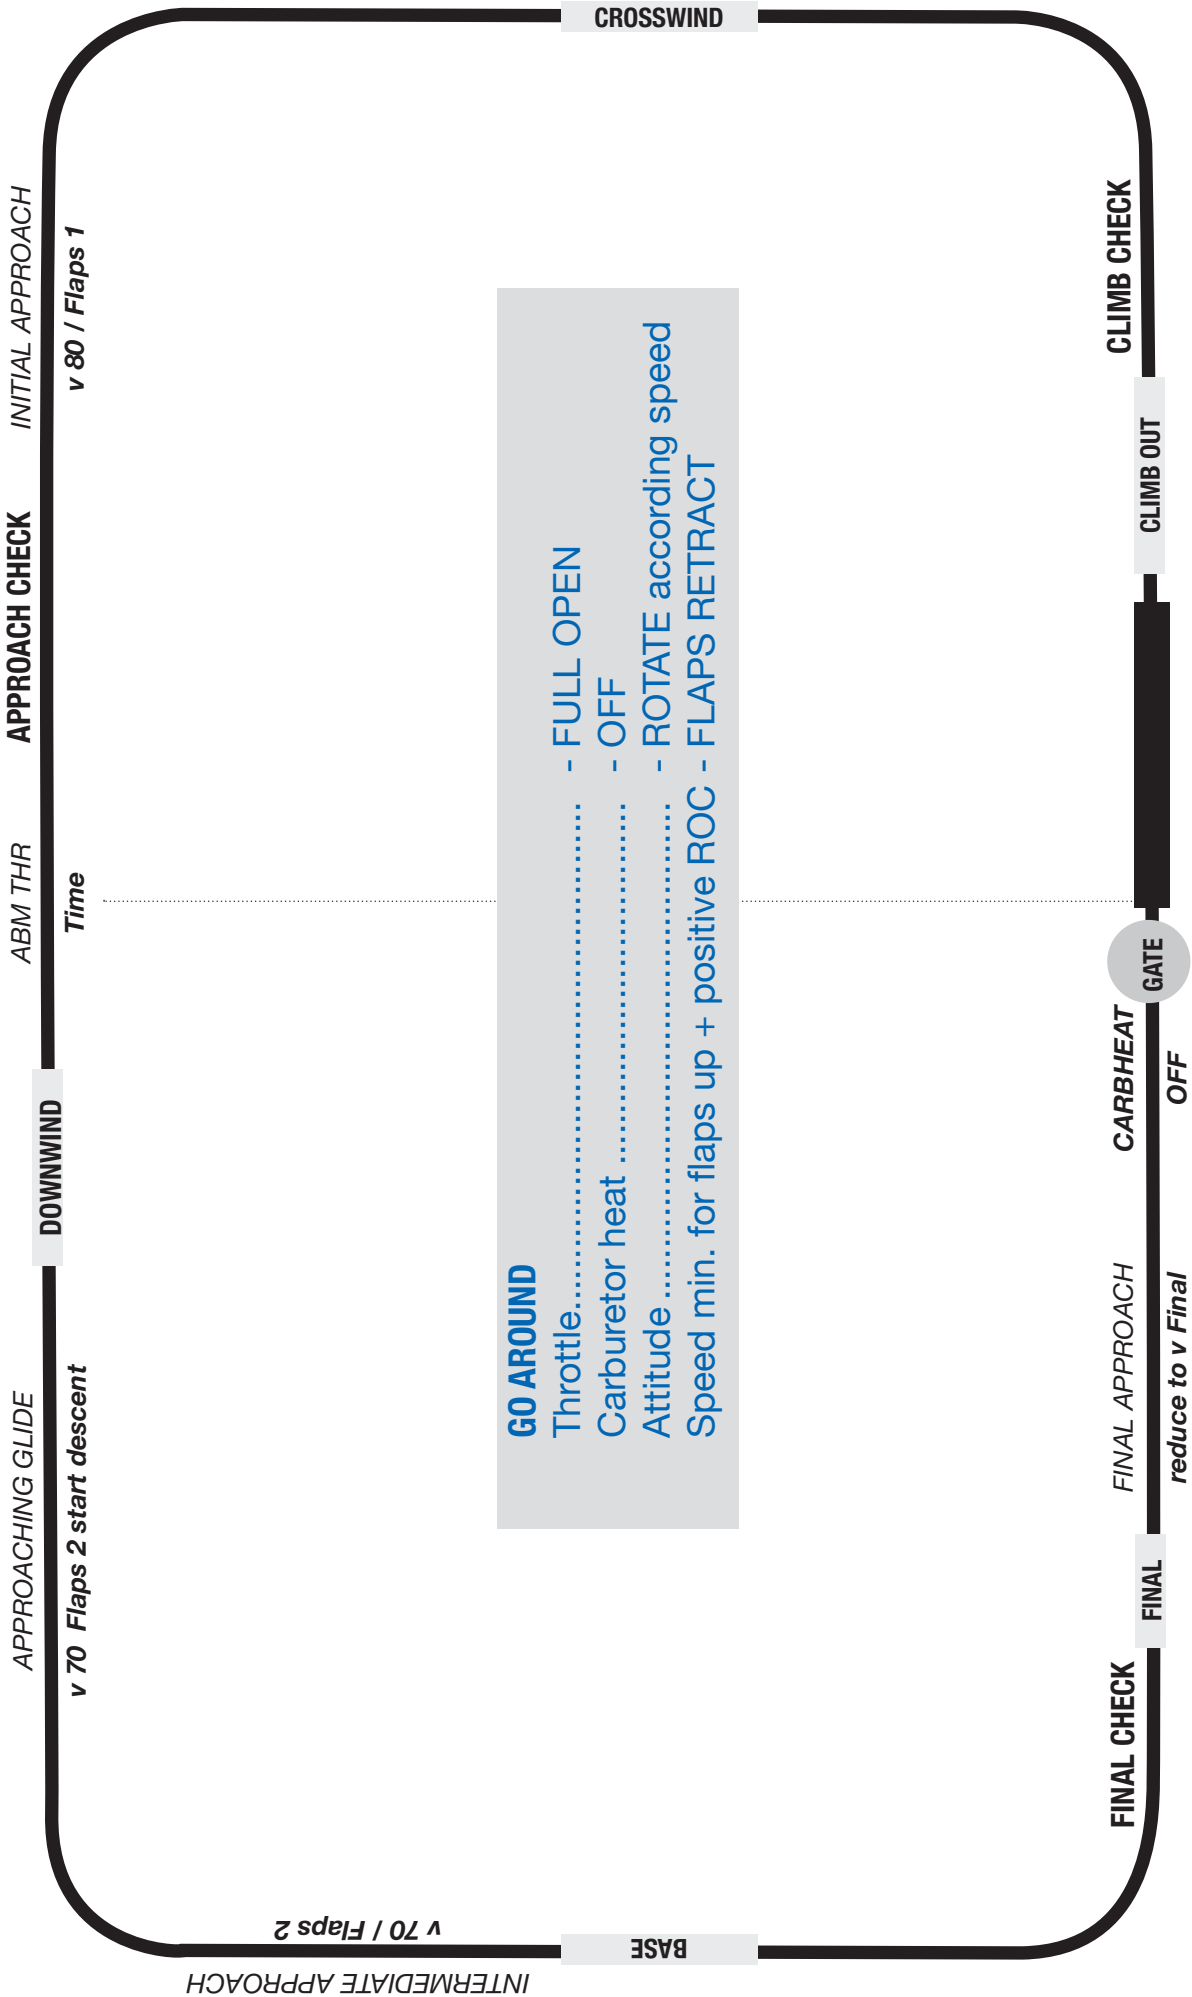 CROSSWIND
INITIAL APPROACH
v 80 / Flaps 1
APPROACH CHECK
ABM THR
Time
DOWNWIND
APPROACHING GLIDE
v 70 Flaps 2 start descent
INTERMEDIATE APPROACH
v 70 / Flaps 2
BASE
GO AROUND
Throttle................................................ - FULL OPEN
Carburetor heat ................................... - OFF
Attitude ................................................ - ROTATE according speed
Speed min. for flaps up + positive ROC - FLAPS RETRACT
FINAL CHECK
FINAL
FINAL APPROACH
reduce to v Final
CARBHEAT
OFF
GATE
CLIMB OUT
CLIMB CHECK